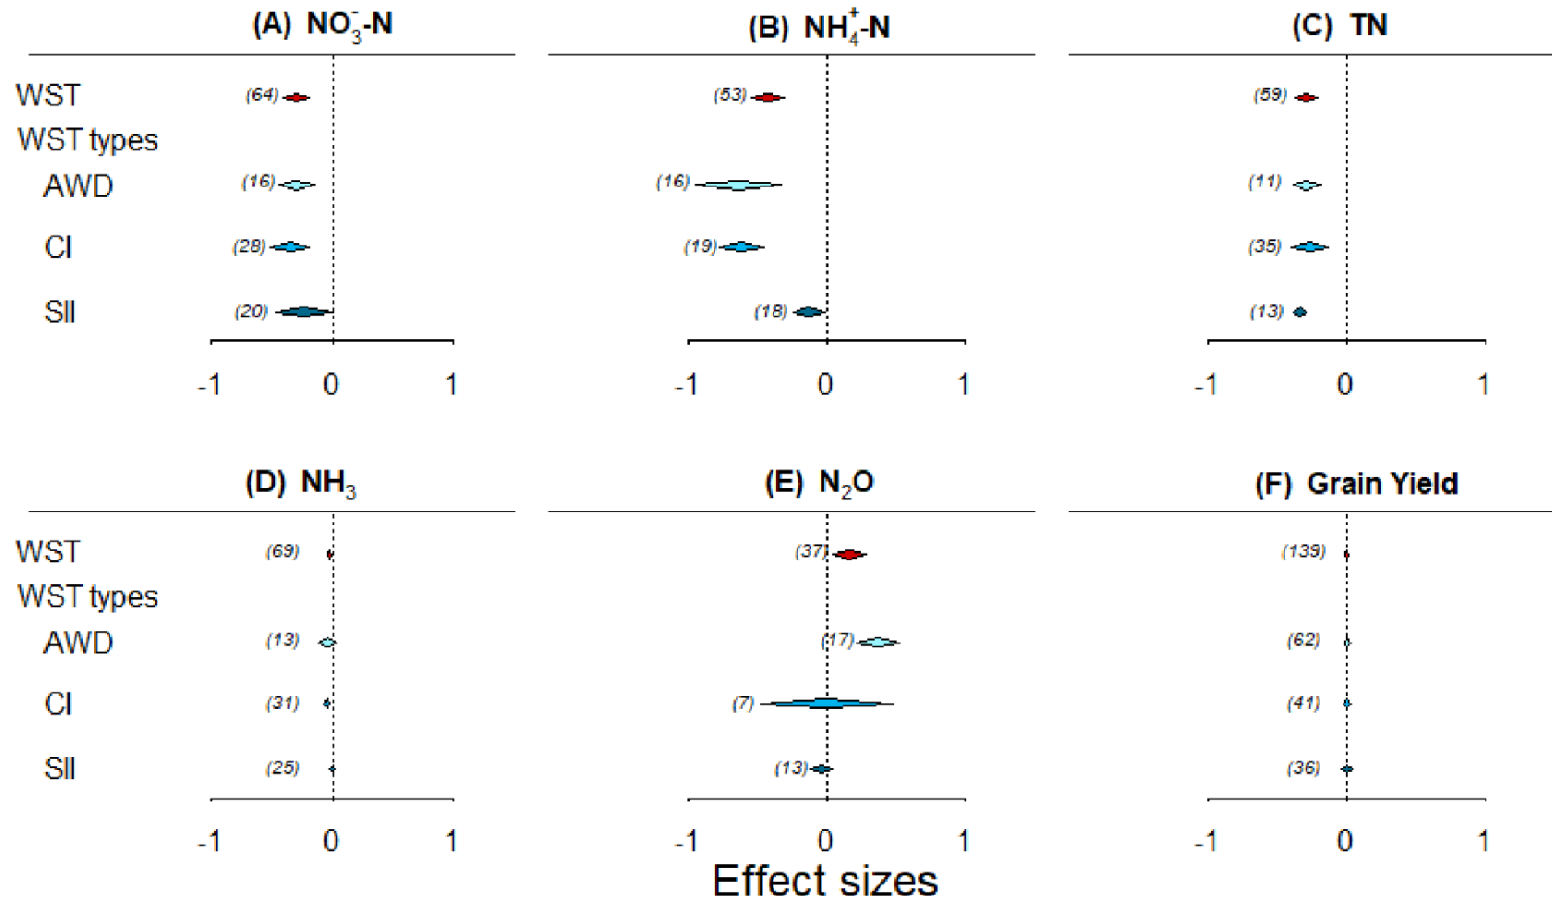 (A) NO₃⁻-N (B) NH₄⁺-N (C) TN
WST (64) (53) (59)
WST types
AWD (16) (16) (11)
CI (28) (19) (35)
SII (20) (18) (13)
-1 0 1 -1 0 1 -1 0 1
(D) NH₃ (E) N₂O (F) Grain Yield
WST (69) (37) (139)
WST types
AWD (13) (17) (62)
CI (31) (7) (41)
SII (25) (13) (36)
-1 0 1 -1 0 1 -1 0 1
Effect sizes